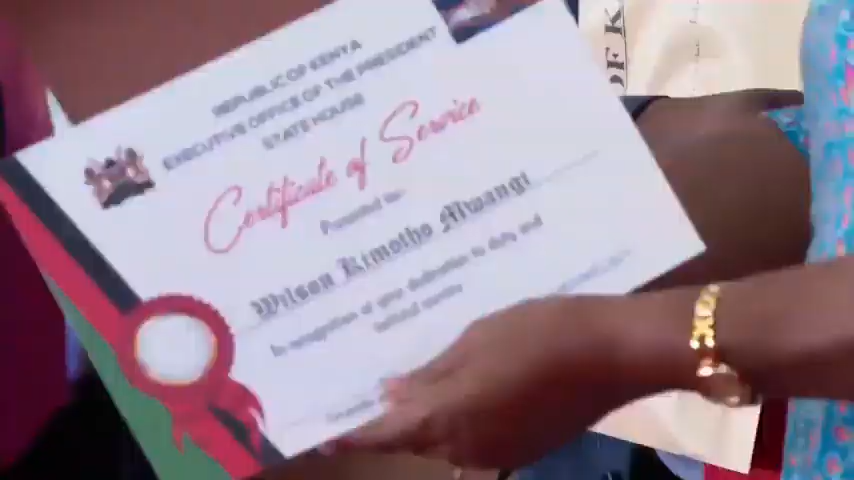 REPUBLIC OF KENYA
EXECUTIVE OFFICE OF THE PRESIDENT
STATE HOUSE
Certificate of Service
Presented to:
Wilson Kimotho Mwangi
In recognition of your dedication to duty and
service
OF K